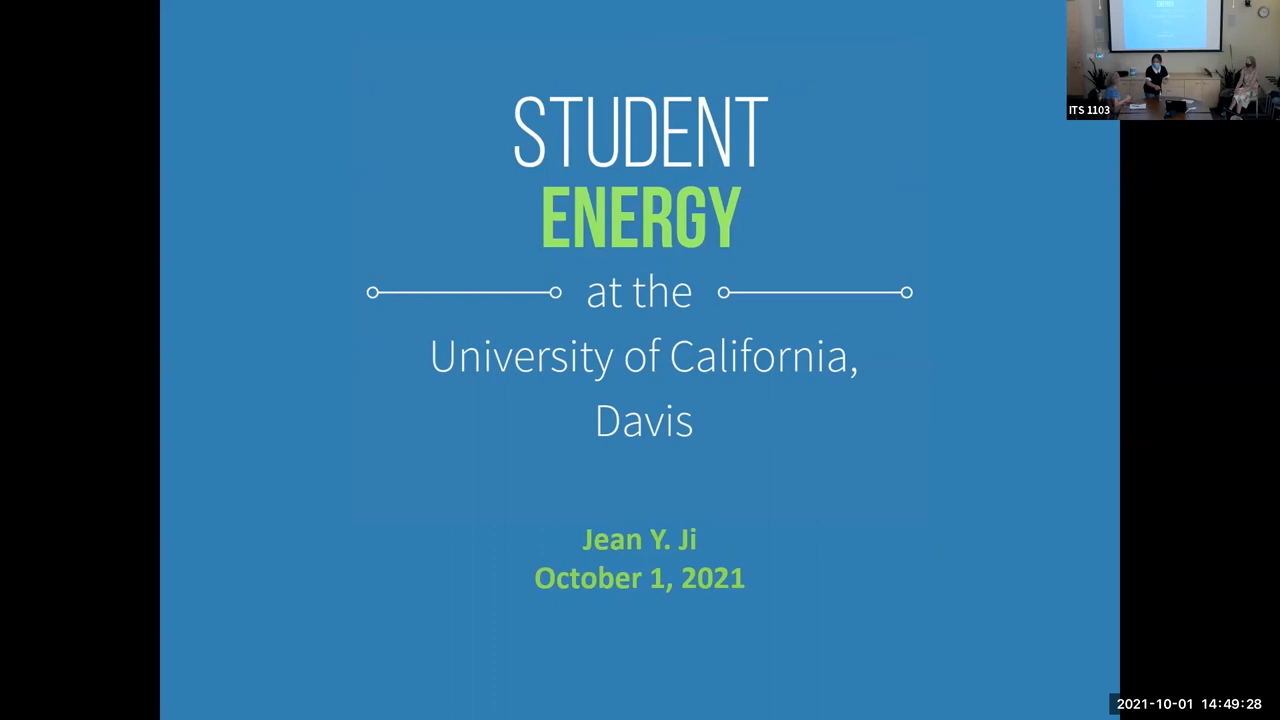 STUDENT
ENERGY
at the
University of California,
Davis
Jean Y. Ji
October 1, 2021
ITS 1103
2021-10-01 14:49:28